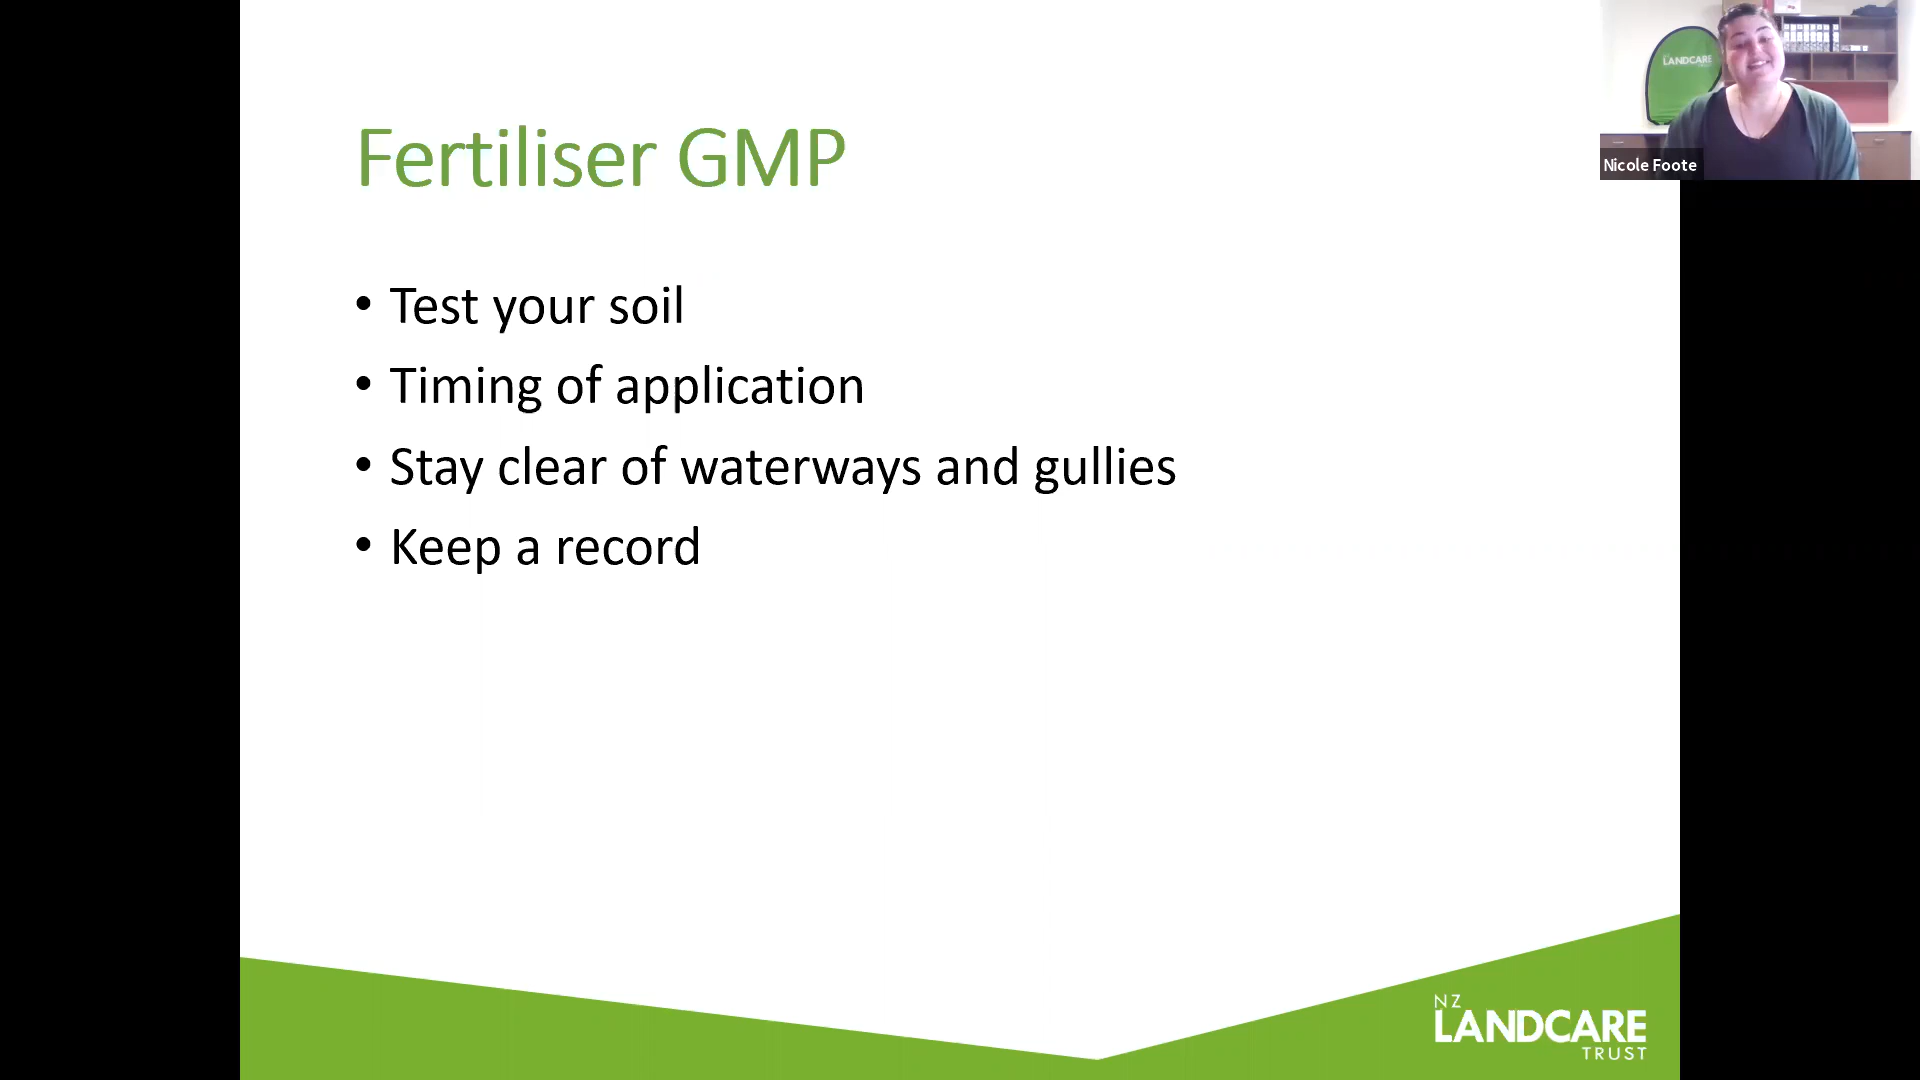 Fertiliser GMP
• Test your soil
• Timing of application
• Stay clear of waterways and gullies
• Keep a record
LANDCARE
Nicole Foote
NZ
LANDCARE
TRUST